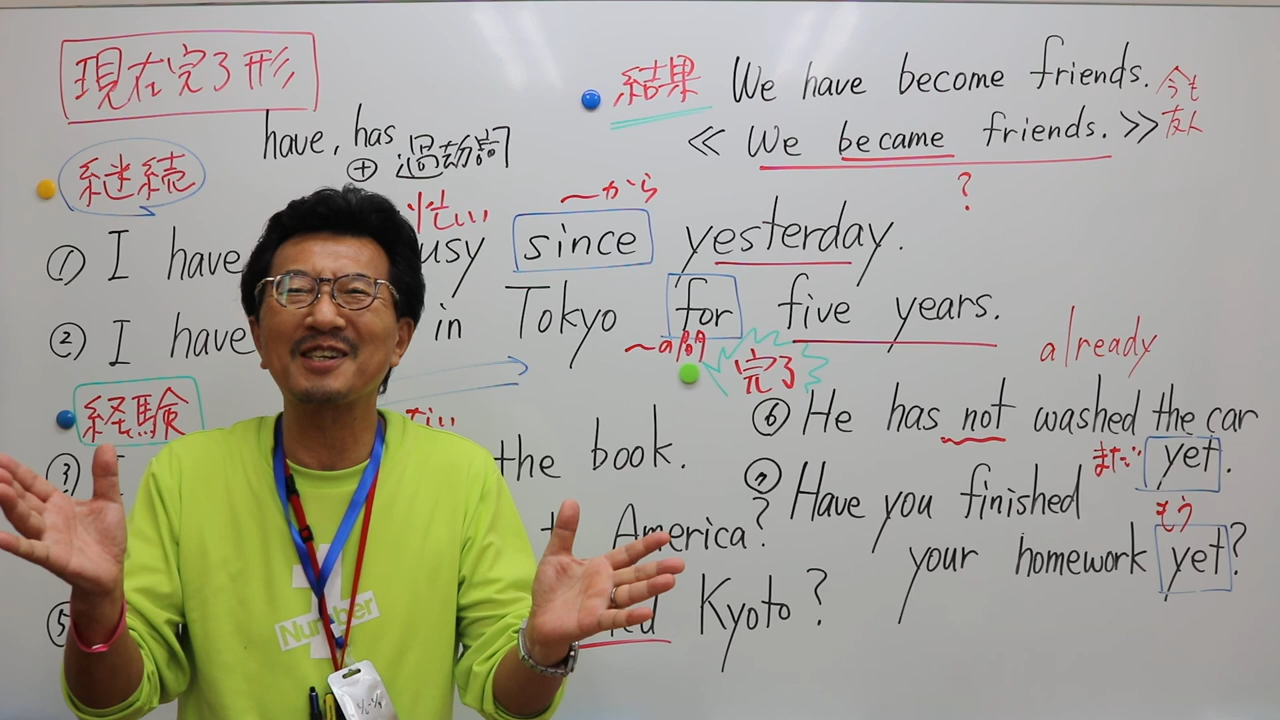 現在完了形
have, has
+ 過去分詞
継続
忙しい
〜から
① I have usy since yesterday.
② I have in Tokyo for five years.
〜の間
経験
③ I the book.
America?
⑤ Kyoto?
結果 We have become friends. 今も
友人
≪ We became friends. ≫
?
完了
already
⑥ He has not washed the car
まだ yet.
⑦ Have you finished
もう
your homework yet?
Number